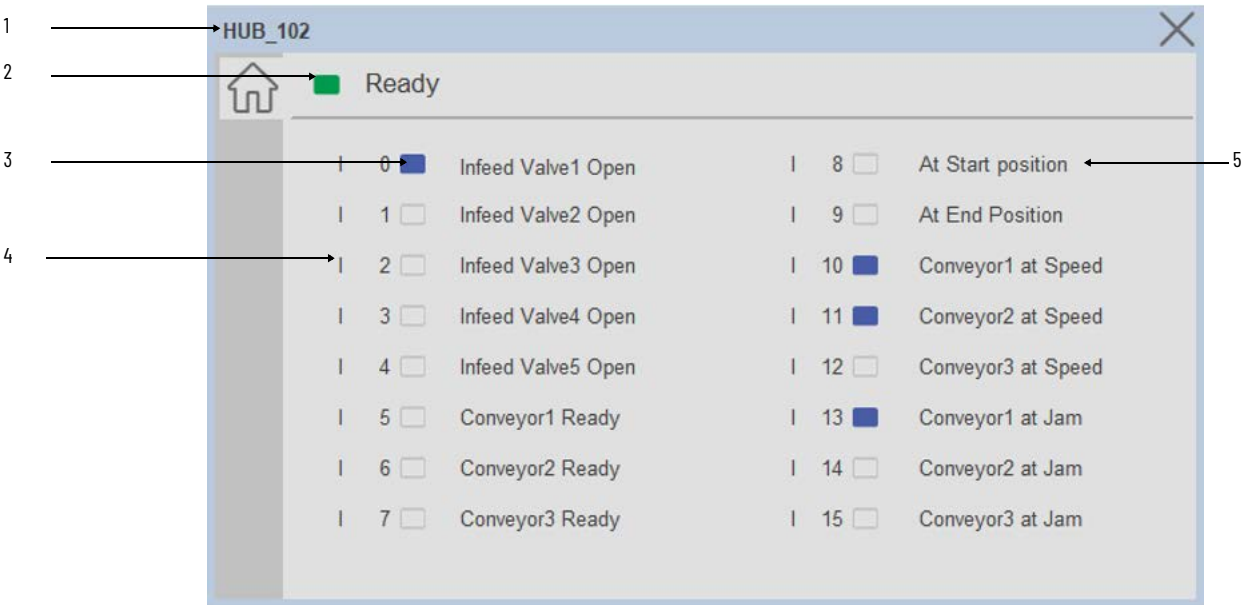 1
HUB_102
2
Ready
3
I 0 Infeed Valve1 Open
I 8 At Start position
5
I 1 Infeed Valve2 Open
I 9 At End Position
4
I 2 Infeed Valve3 Open
I 10 Conveyor1 at Speed
I 3 Infeed Valve4 Open
I 11 Conveyor2 at Speed
I 4 Infeed Valve5 Open
I 12 Conveyor3 at Speed
I 5 Conveyor1 Ready
I 13 Conveyor1 at Jam
I 6 Conveyor2 Ready
I 14 Conveyor2 at Jam
I 7 Conveyor3 Ready
I 15 Conveyor3 at Jam